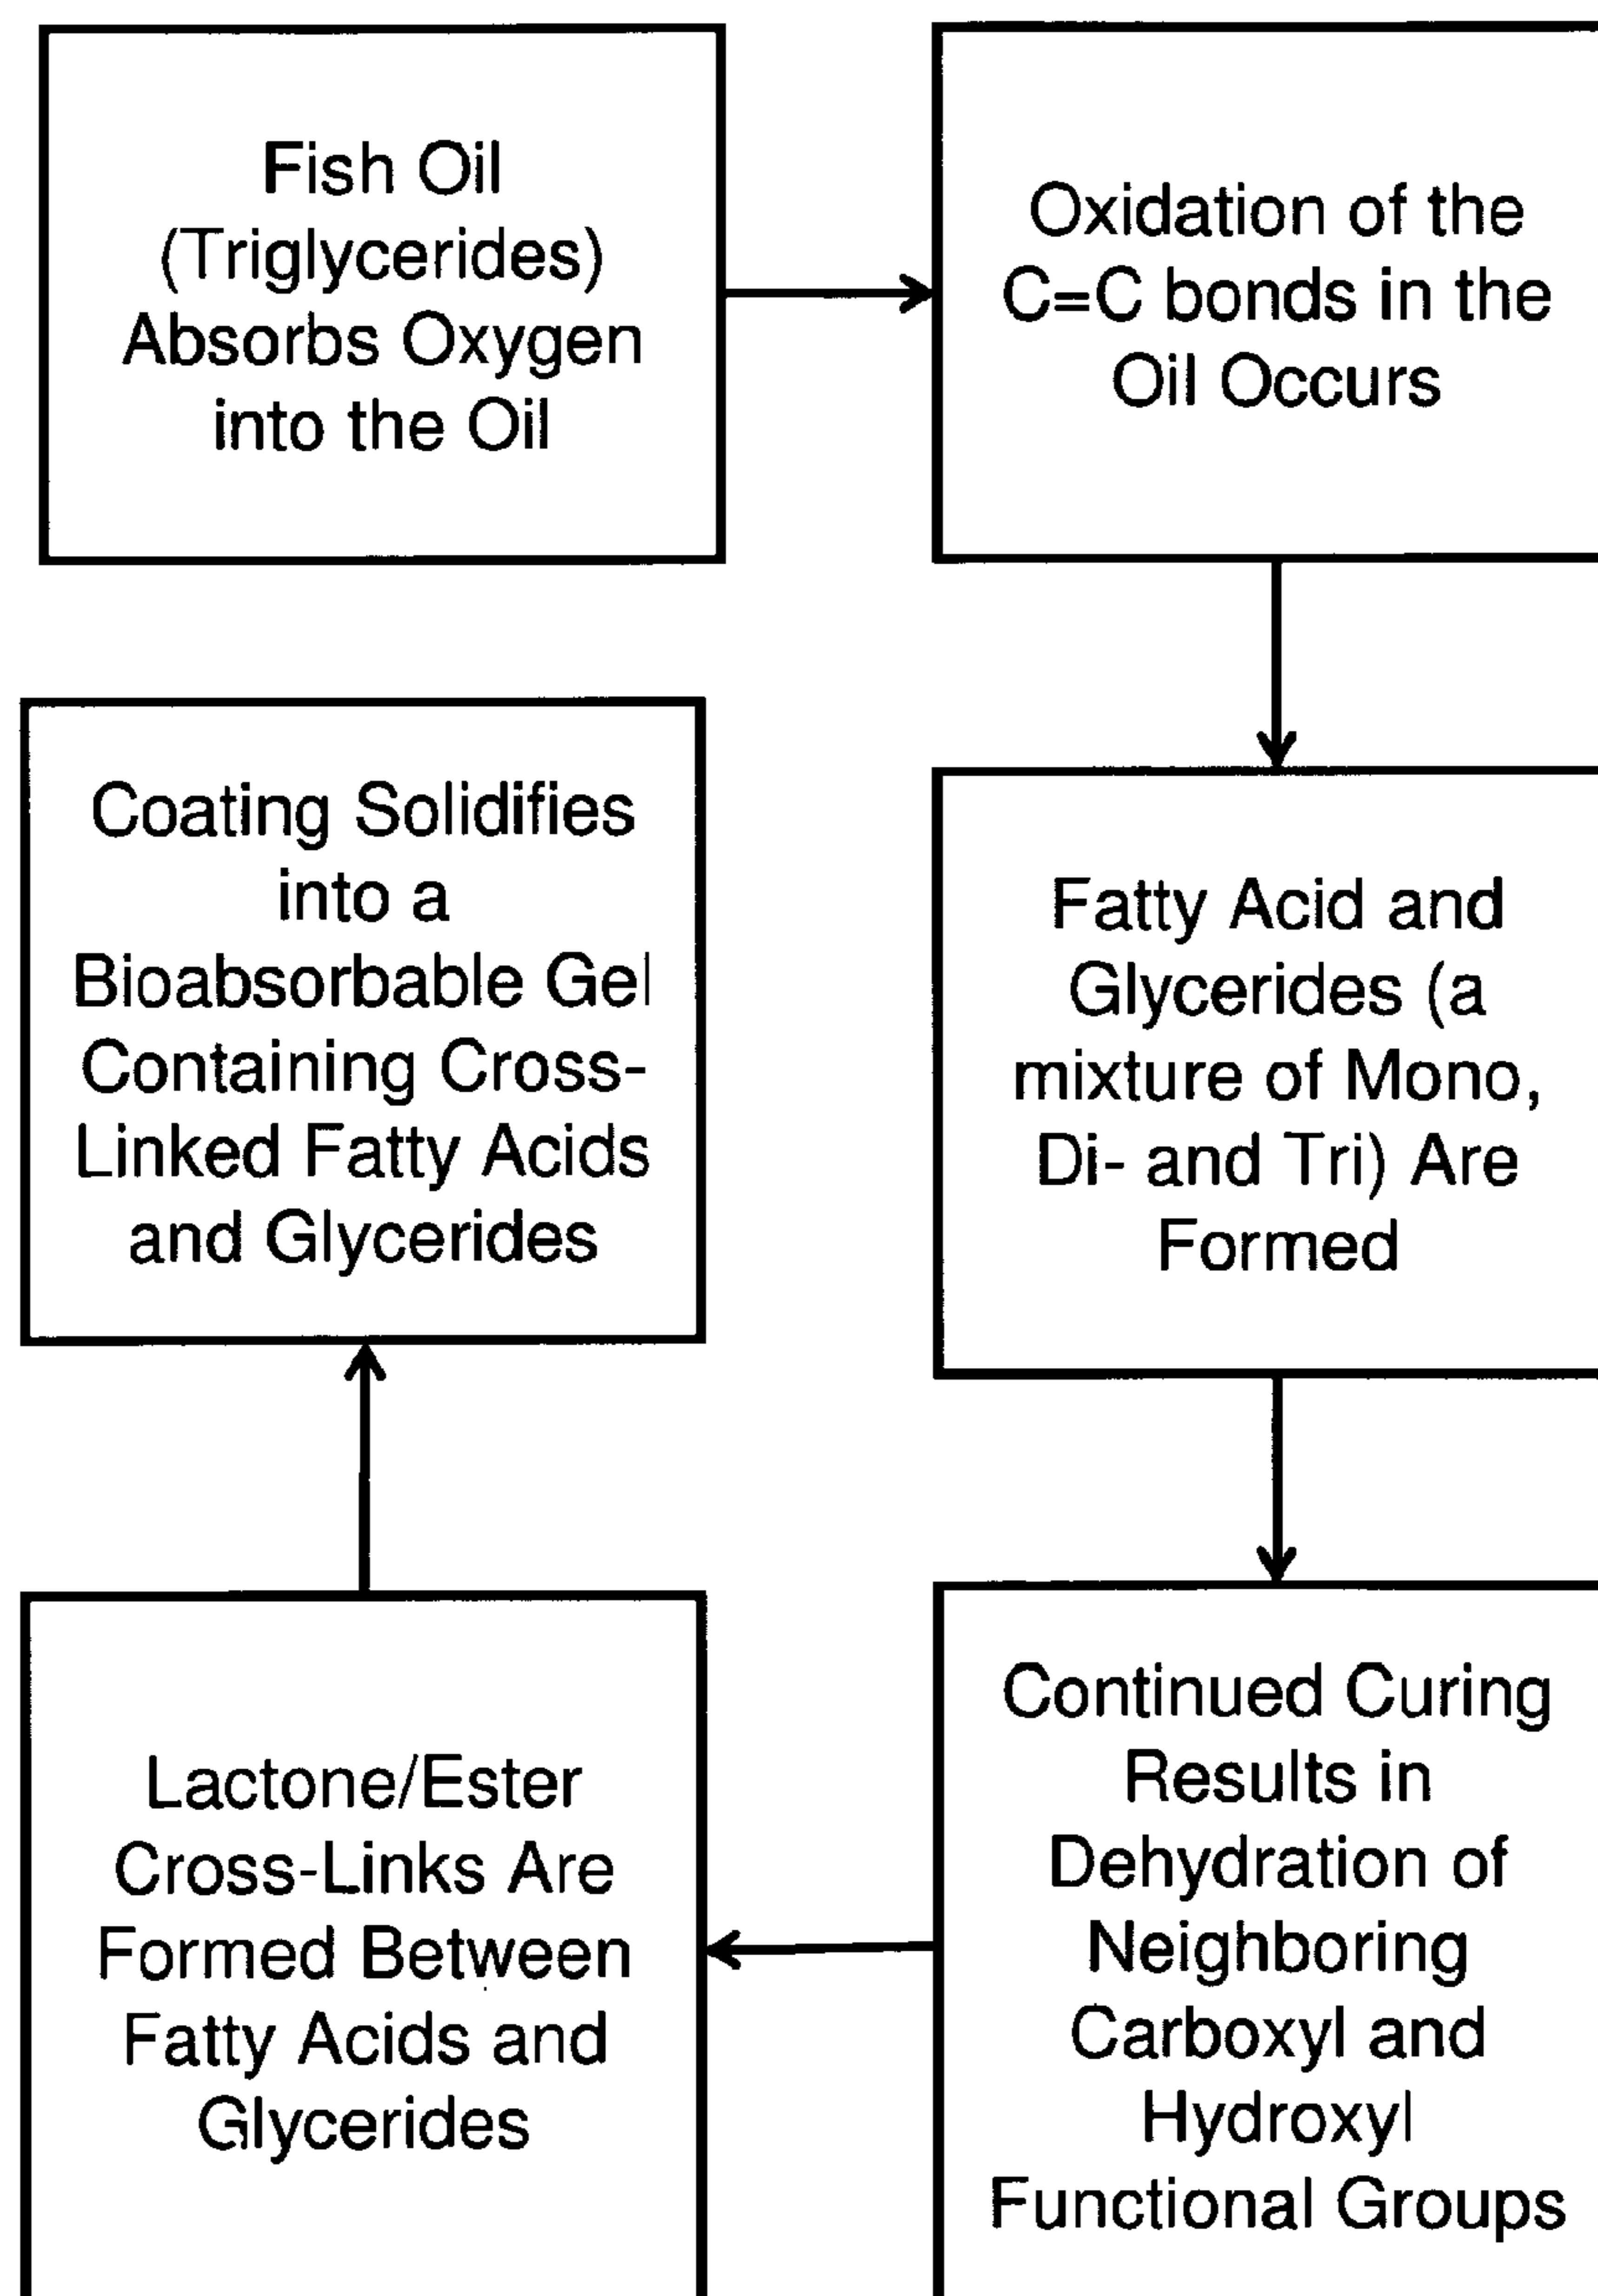 Fish Oil
(Triglycerides)
Absorbs Oxygen
into the Oil
Oxidation of the
C=C bonds in the
Oil Occurs
Fatty Acid and
Glycerides (a
mixture of Mono,
Di- and Tri) Are
Formed
Continued Curing
Results in
Dehydration of
Neighboring
Carboxyl and
Hydroxyl
Functional Groups
Lactone/Ester
Cross-Links Are
Formed Between
Fatty Acids and
Glycerides
Coating Solidifies
into a
Bioabsorbable Gel
Containing Cross-
Linked Fatty Acids
and Glycerides